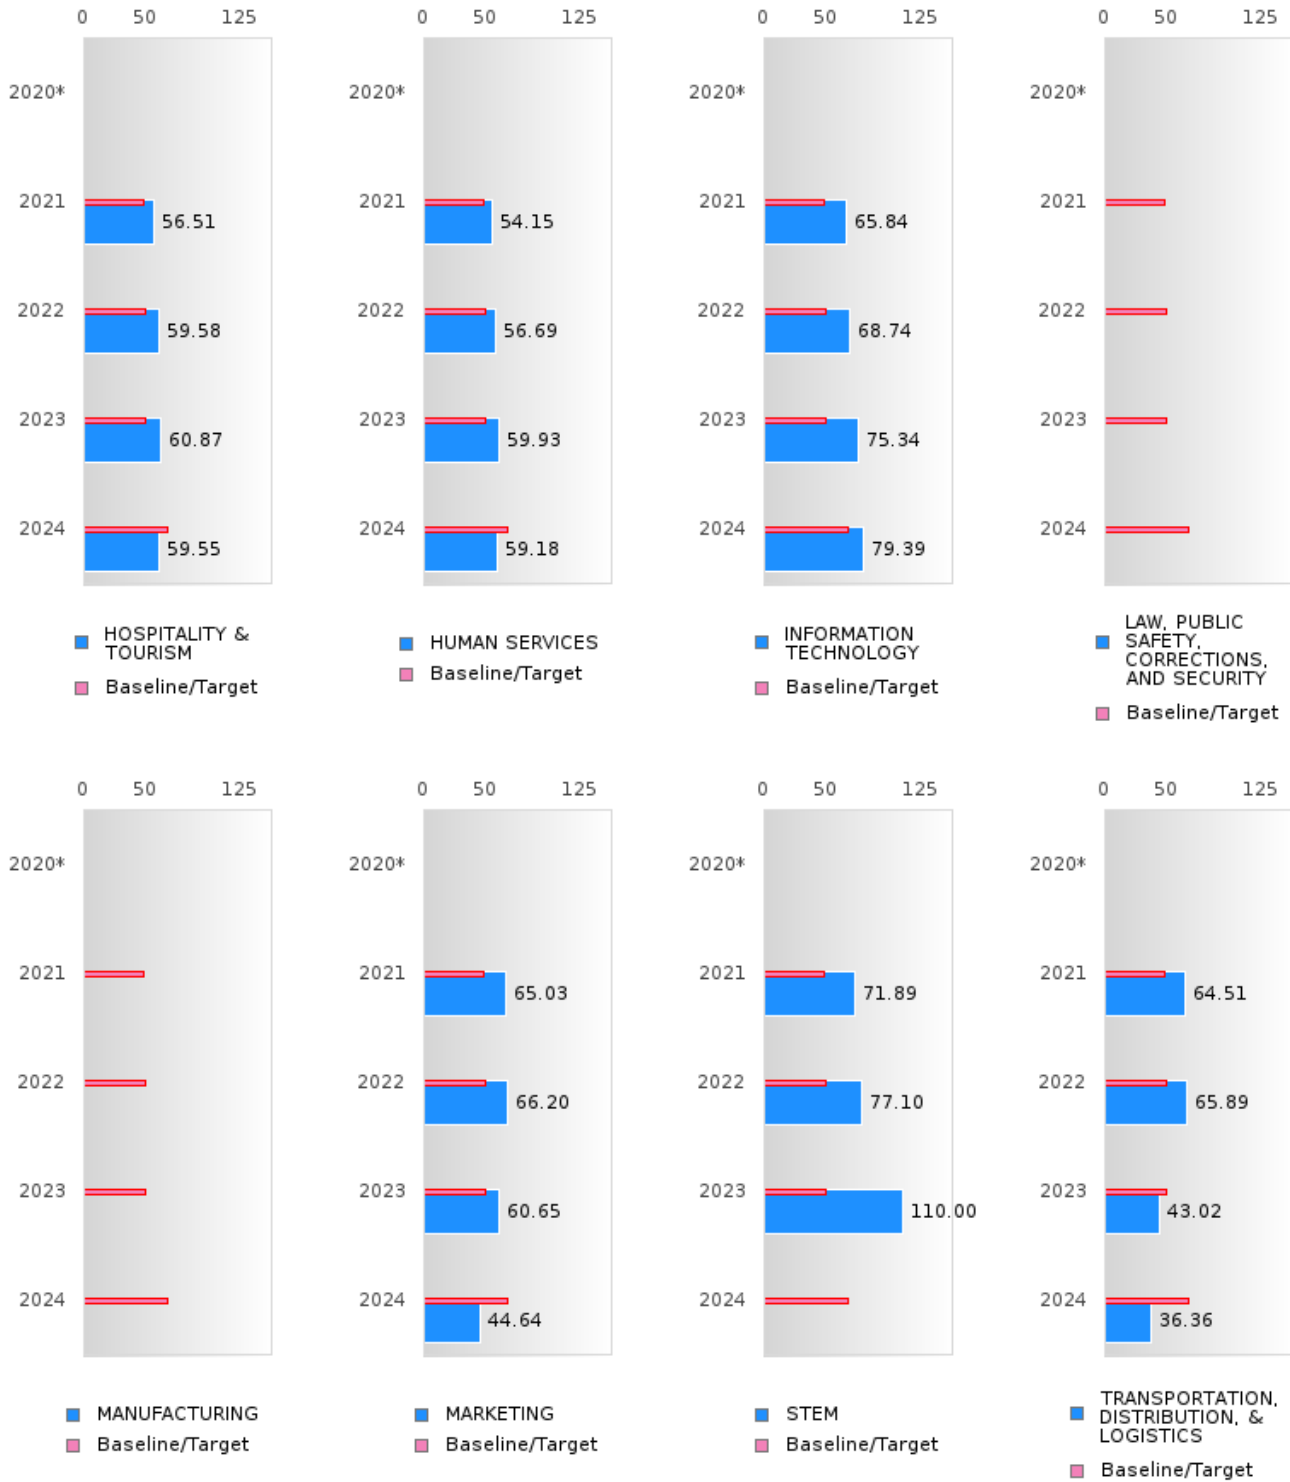 0 50 125
2020*
2021
56.51
2022
59.58
2023
60.87
2024
59.55
HOSPITALITY &
TOURISM
Baseline/Target
0 50 125
2020*
2021
54.15
2022
56.69
2023
59.93
2024
59.18
HUMAN SERVICES
Baseline/Target
0 50 125
2020*
2021
65.84
2022
68.74
2023
75.34
2024
79.39
INFORMATION
TECHNOLOGY
Baseline/Target
0 50 125
2020*
2021
2022
2023
2024
LAW, PUBLIC
SAFETY,
CORRECTIONS,
AND SECURITY
Baseline/Target
0 50 125
2020*
2021
2022
2023
2024
MANUFACTURING
Baseline/Target
0 50 125
2020*
2021
65.03
2022
66.20
2023
60.65
2024
44.64
MARKETING
Baseline/Target
0 50 125
2020*
2021
71.89
2022
77.10
2023
110.00
2024
STEM
Baseline/Target
0 50 125
2020*
2021
64.51
2022
65.89
2023
43.02
2024
36.36
TRANSPORTATION,
DISTRIBUTION, &
LOGISTICS
Baseline/Target